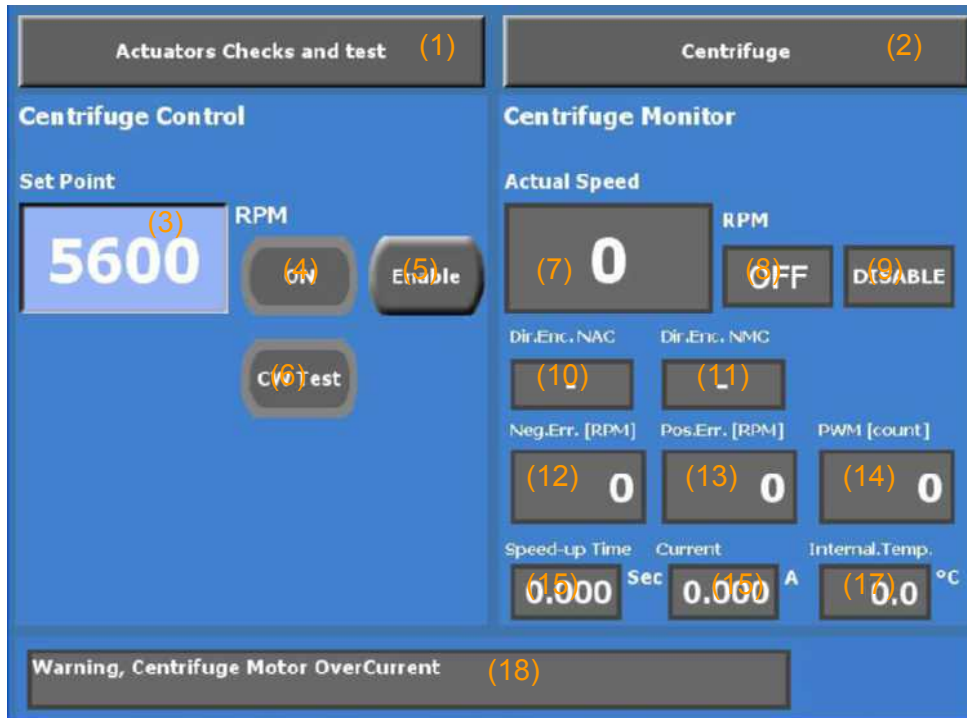 Actuators Checks and test (1)
Centrifuge (2)
Centrifuge Control
Set Point
5600 (3)
RPM
ON (4)
Enable (5)
CW Test (6)
Centrifuge Monitor
Actual Speed
(7) 0
RPM
OFF (8)
DISABLE (9)
Dir.Enc. NAC
Dir.Enc. NMC
(10) -
(11) -
Neg.Err. [RPM]
Pos.Err. [RPM]
PWM [count]
(12) 0
(13) 0
(14) 0
Speed-up Time
Current
Internal.Temp.
0.000 (15) Sec
0.000 (15) A
(17) 0.0 °C
Warning, Centrifuge Motor OverCurrent (18)